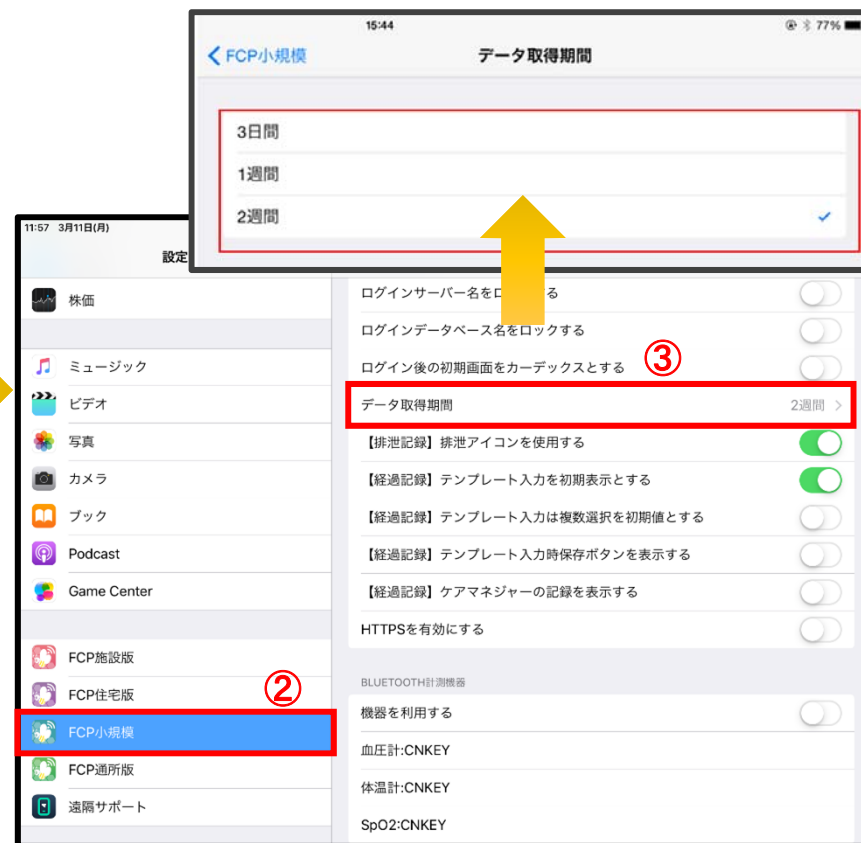 15:44
77%
FCP小規模
データ取得期間
3日間
1週間
2週間
11:57 3月11日(月)
設定
株価
ミュージック
ビデオ
写真
カメラ
ブック
Podcast
Game Center
FCP施設版
FCP住宅版
②
FCP小規模
FCP通所版
遠隔サポート
ログインサーバー名をロ る
ログインデータベース名をロックする
ログイン後の初期画面をカーデックスとする
③
データ取得期間 2週間
【排泄記録】排泄アイコンを使用する
【経過記録】テンプレート入力を初期表示とする
【経過記録】テンプレート入力は複数選択を初期値とする
【経過記録】テンプレート入力時保存ボタンを表示する
【経過記録】ケアマネジャーの記録を表示する
HTTPSを有効にする
BLUETOOTH計測機器
機器を利用する
血圧計:CNKEY
体温計:CNKEY
SpO2:CNKEY